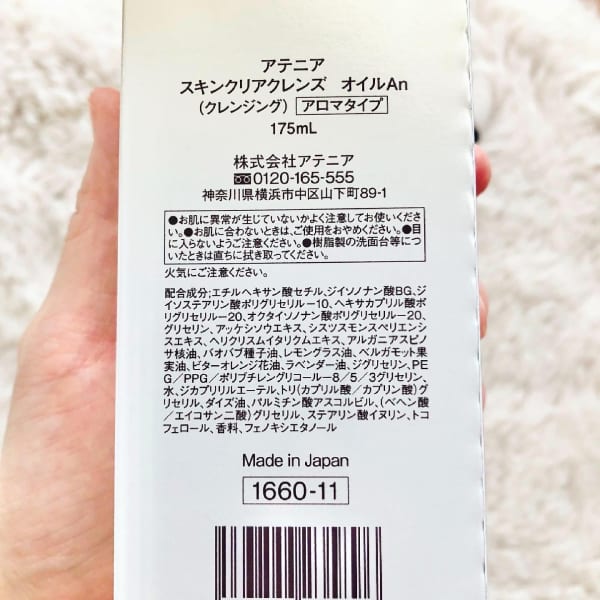 アテニア
スキンクリアクレンズ オイルAn
(クレンジング) アロマタイプ
175mL
株式会社アテニア
0120-165-555
神奈川県横浜市中区山下町89-1
●お肌に異常が生じていないかよく注意してお使いくださ
い。●お肌に合わないときは、ご使用をおやめください。●目
に入らないようご注意ください。●樹脂製の洗面台等につ
いたときは直ちに拭き取ってください。
火気にご注意ください。
配合成分;エチルヘキサン酸セチル、ジイソノナン酸BG、ジ
イソステアリン酸ポリグリセリル-10、ヘキサカプリル酸ポリ
グリセリル-20、オクタイソノナン酸ポリグリセリル-20、
グリセリン、アッケシソウエキス、シスツスモンスペリエンシ
スエキス、ヘリクリスムイタリクムエキス、アルガニアスピノ
サ核油、バオバブ種子油、レモングラス油、ベルガモット果
実油、ビターオレンジ花油、ラベンダー油、ジグリセリン、PE
G/PPG/ポリブチレングリコール-8/5/3グリセリン、
水、ジカプリリルエーテル、トリ(カプリル酸/カプリン酸)グ
リセリル、ダイズ油、パルミチン酸アスコルビル、(ベヘン酸
/エイコサン二酸)グリセリル、ステアリン酸イヌリン、トコ
フェロール、香料、フェノキシエタノール
Made in Japan
1660-11